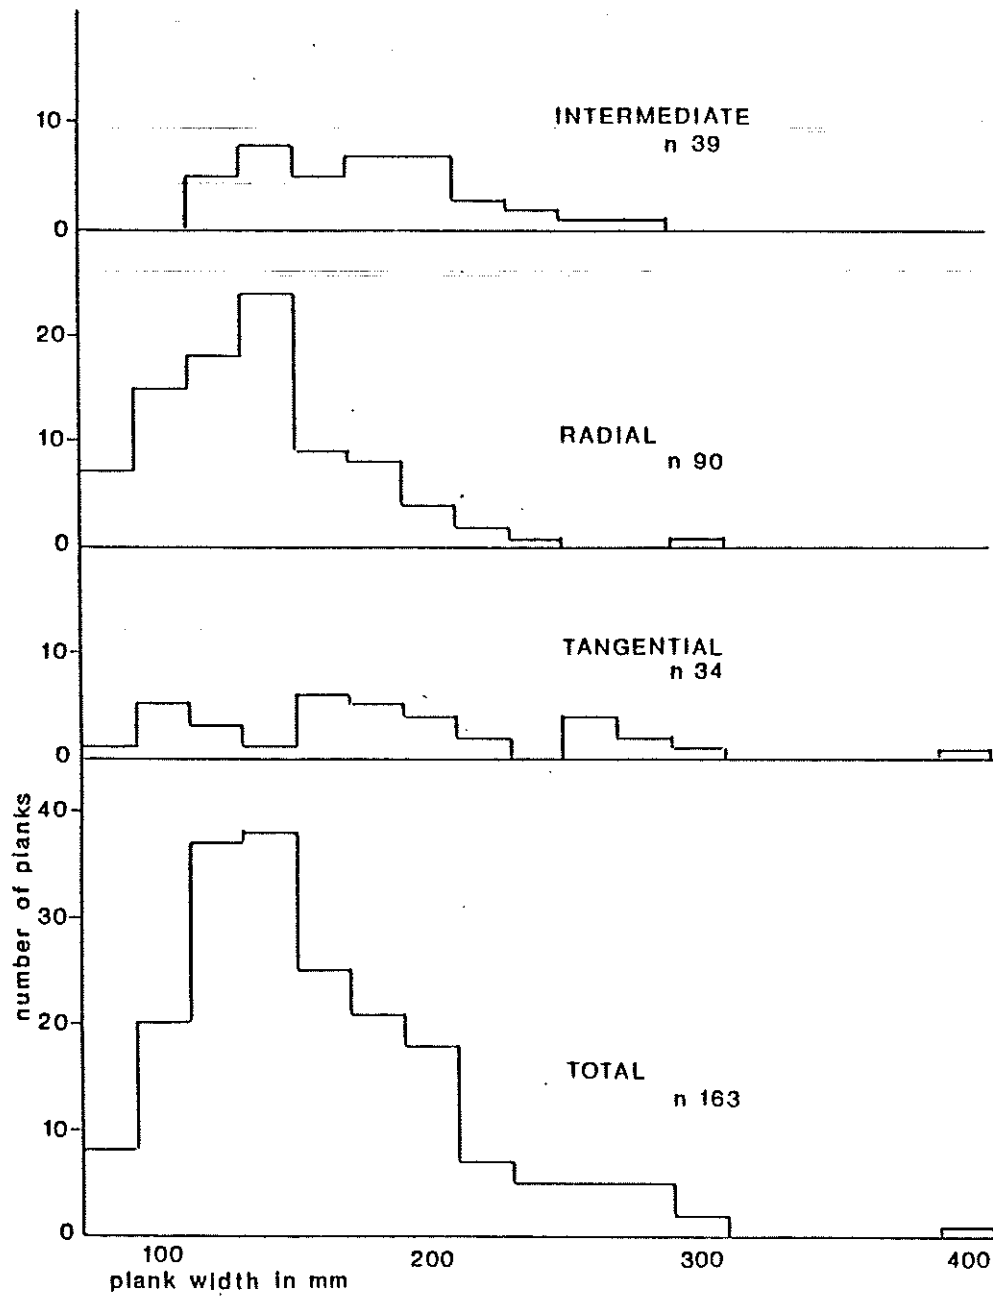 10
INTERMEDIATE
n 39
0
20
10
RADIAL
n 90
0
10
TANGENTIAL
n 34
0
40
30
20
10
0
number of planks
TOTAL
n 163
100 200 300 400
plank width in mm